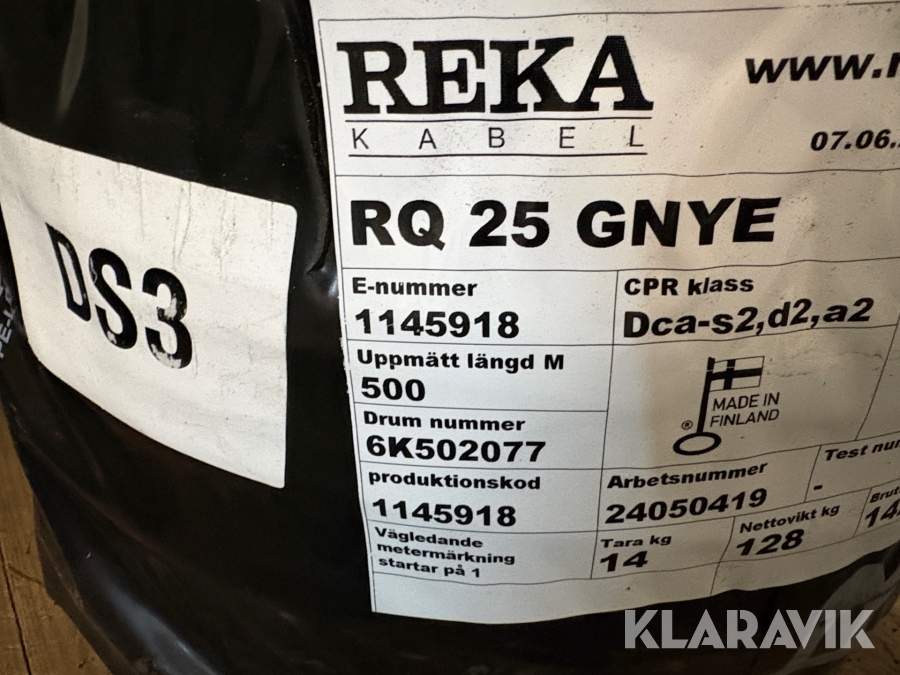 REKA
KABEL
www.
07.06.
RQ 25 GNYE
DS3
E-nummer
1145918
CPR klass
Dca-s2,d2,a2
Uppmätt längd M
500
MADE IN
FINLAND
®
Drum nummer
6K502077
produktionskod
1145918
Arbetsnummer
24050419
Test
-
Vägledande
metermärkning
startar på 1
Tara kg
14
Nettovikt kg
128
KLARAVIK